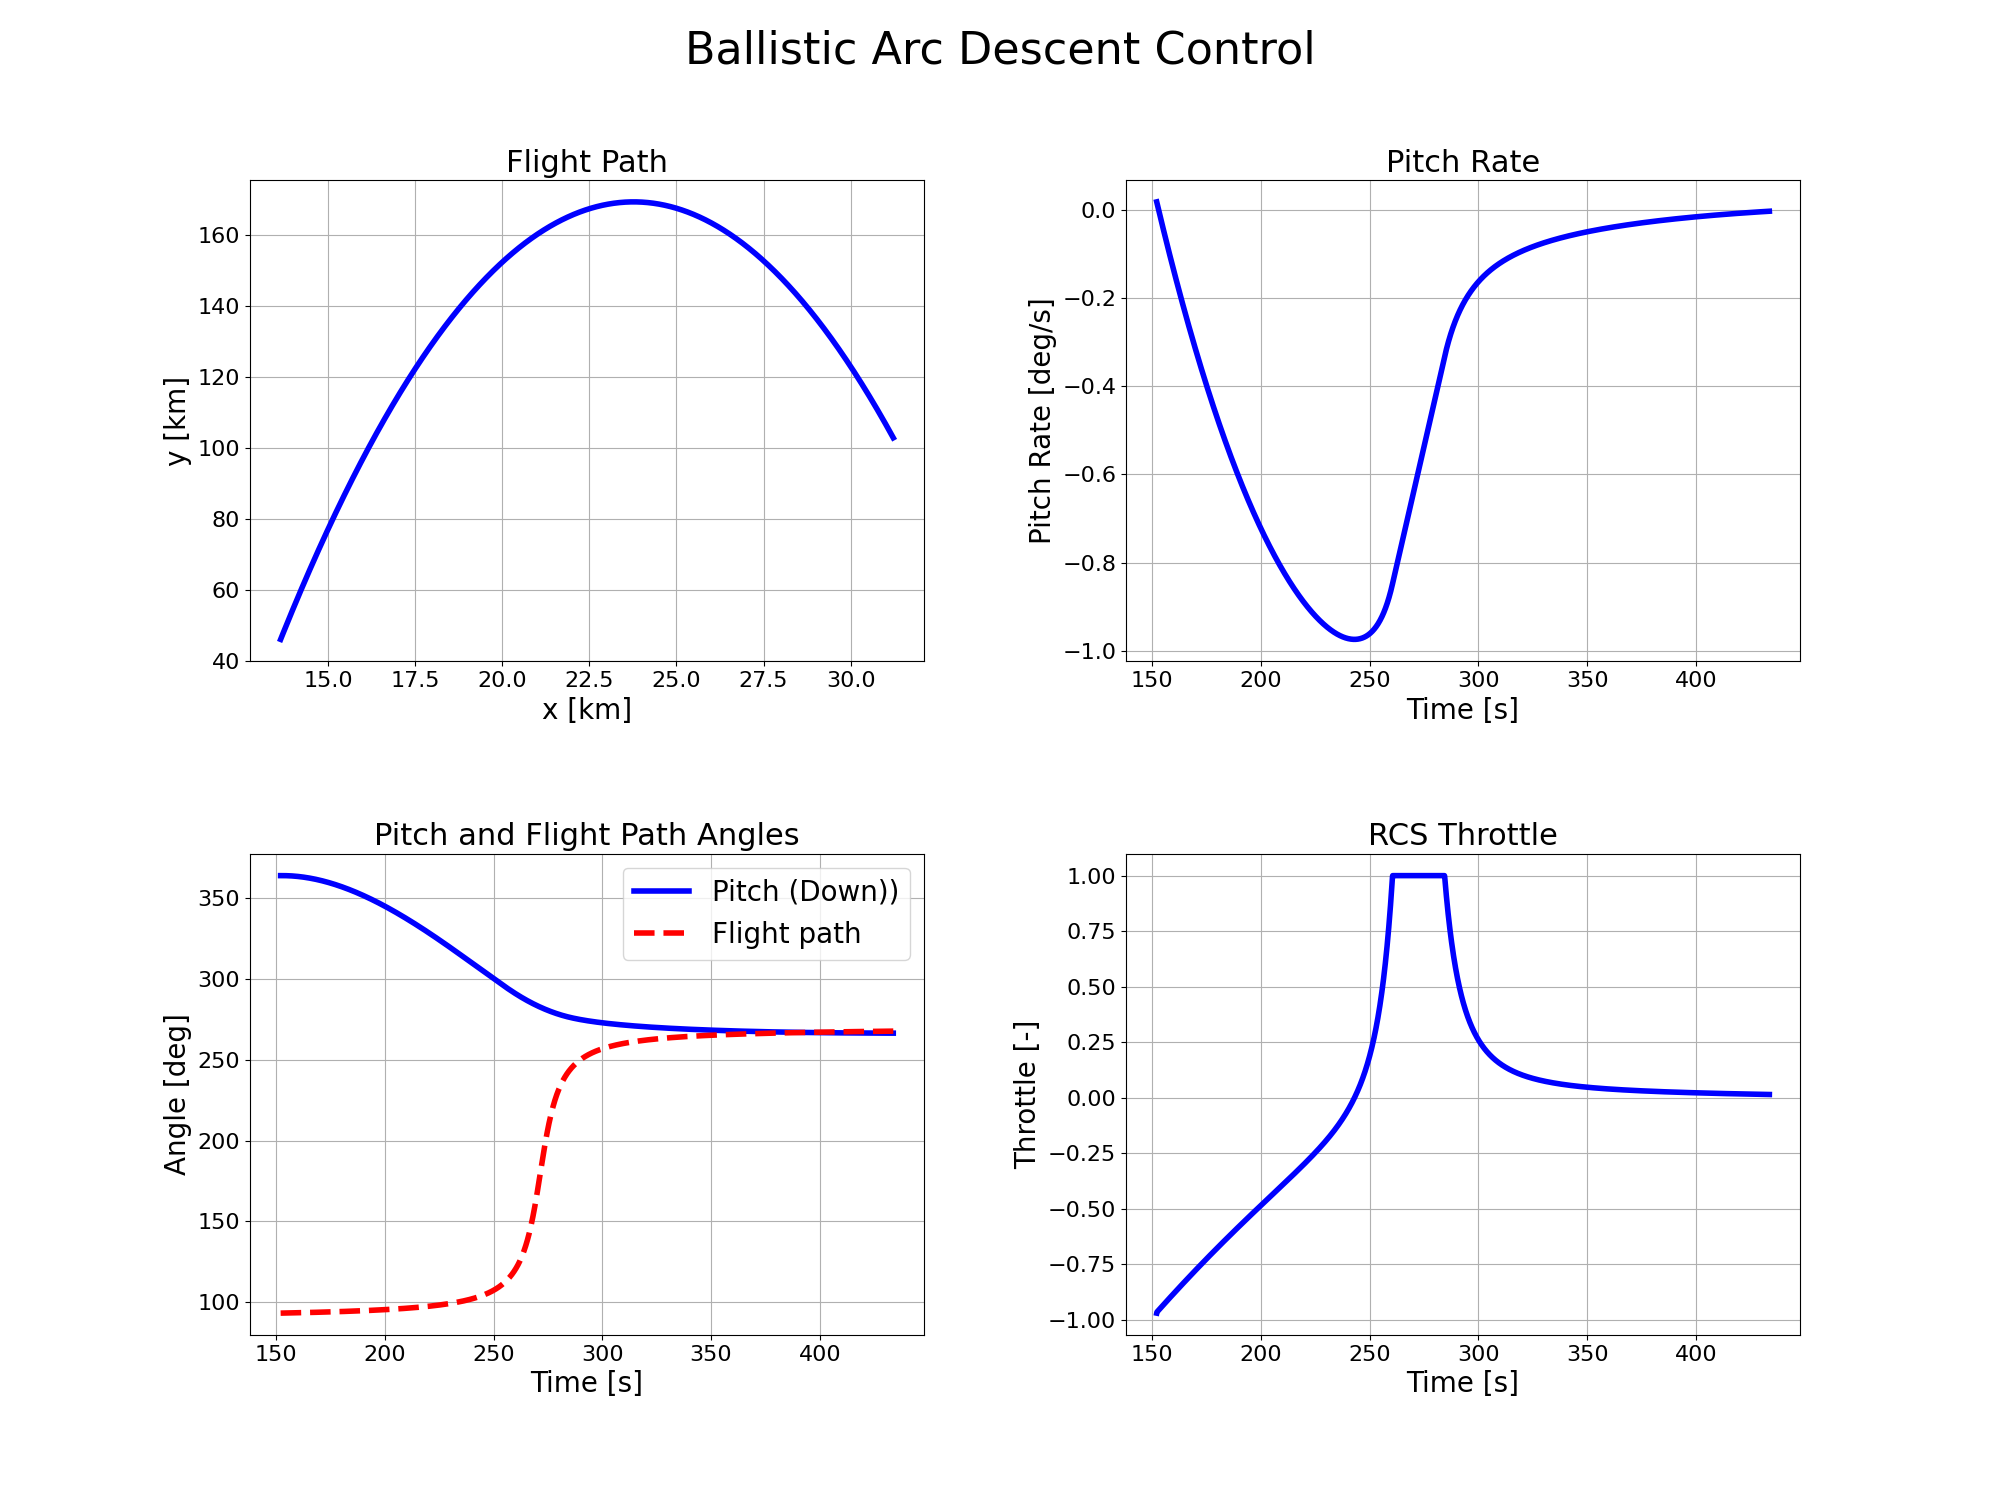 Ballistic Arc Descent Control
Flight Path
y [km]
160
140
120
100
80
60
40
15.0 17.5 20.0 22.5 25.0 27.5 30.0
x [km]
Pitch Rate
Pitch Rate [deg/s]
0.0
−0.2
−0.4
−0.6
−0.8
−1.0
150 200 250 300 350 400
Time [s]
Pitch and Flight Path Angles
Angle [deg]
350
300
250
200
150
100
Pitch (Down))
Flight path
150 200 250 300 350 400
Time [s]
RCS Throttle
Throttle [-]
1.00
0.75
0.50
0.25
0.00
−0.25
−0.50
−0.75
−1.00
150 200 250 300 350 400
Time [s]